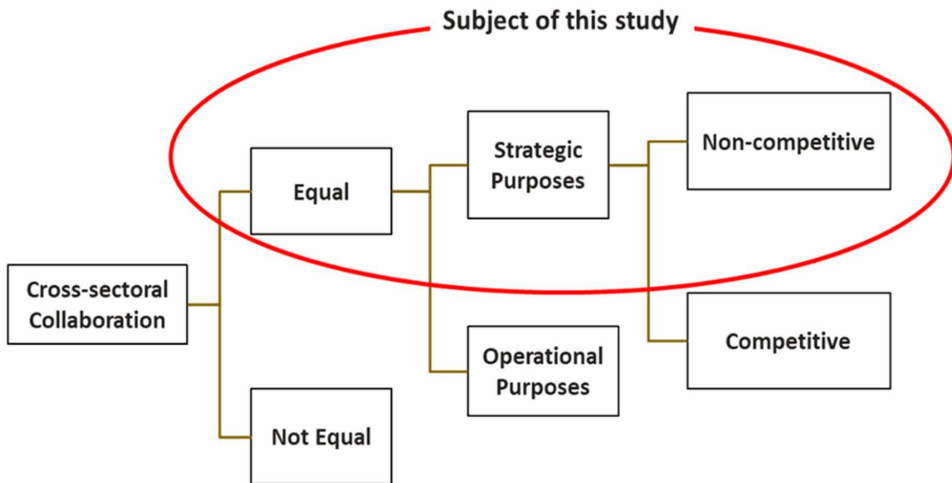 Subject of this study
Cross-sectoral
Collaboration
Equal
Not Equal
Strategic
Purposes
Operational
Purposes
Non-competitive
Competitive